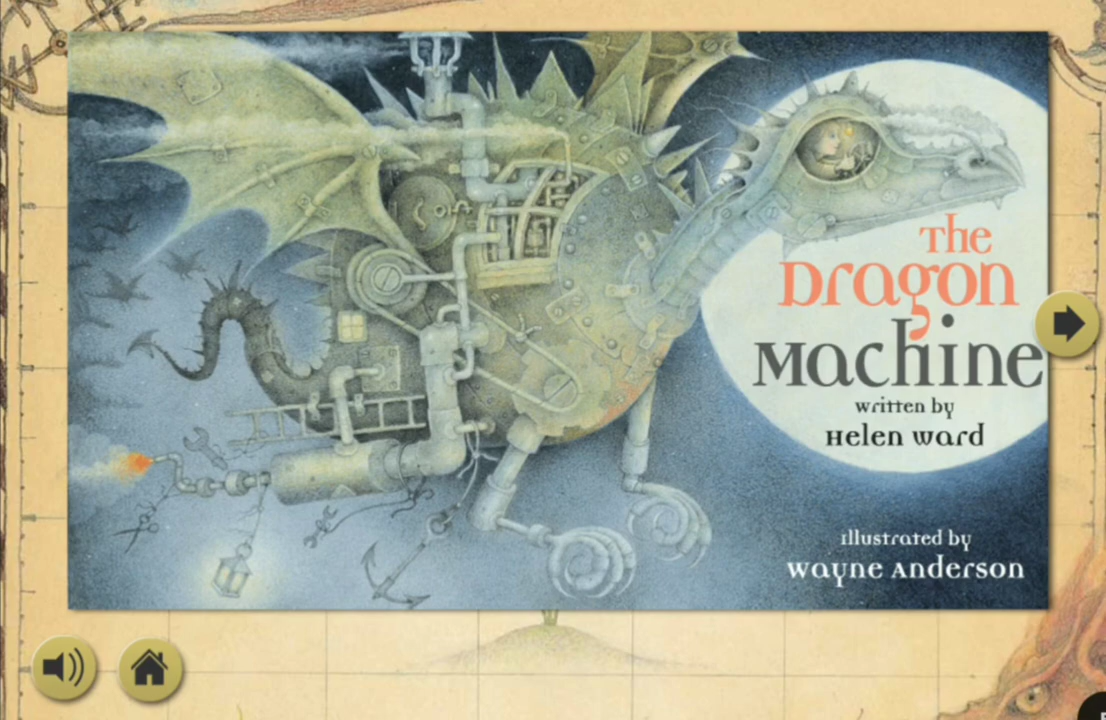 The
Dragon
Machine
written by
Helen ward
illustrated by
wayne Anderson